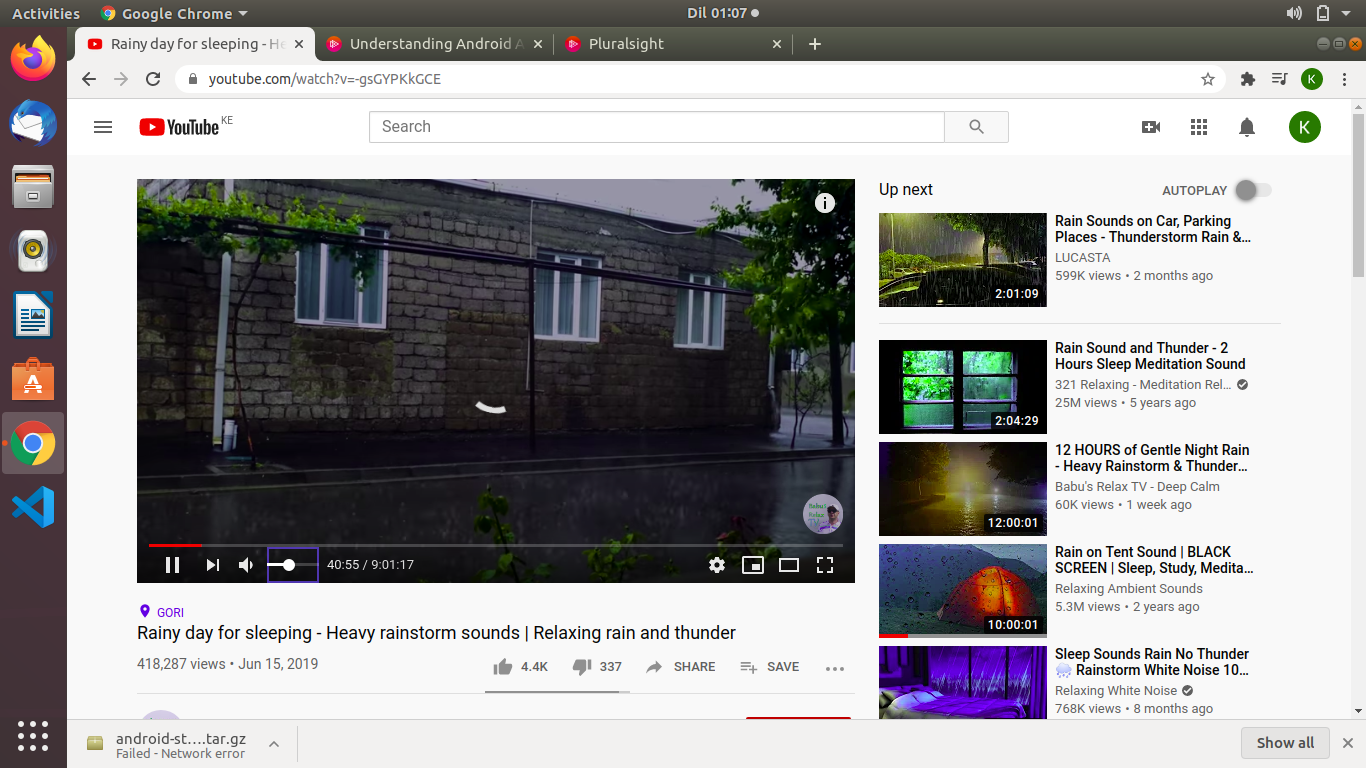 Activities
Google Chrome
Dil 01:07
Rainy day for sleeping - He
Understanding Android A
Pluralsight
youtube.com/watch?v=-gsGYPKkGCE
K
YouTube KE
Search
K
Up next
AUTOPLAY
Rain Sounds on Car, Parking
Places - Thunderstorm Rain &...
LUCASTA
599K views • 2 months ago
2:01:09
Rain Sound and Thunder - 2
Hours Sleep Meditation Sound
321 Relaxing - Meditation Rel...
25M views • 5 years ago
2:04:29
12 HOURS of Gentle Night Rain
- Heavy Rainstorm & Thunder...
Babu's Relax TV - Deep Calm
60K views • 1 week ago
12:00:01
Rain on Tent Sound | BLACK
SCREEN | Sleep, Study, Medita...
Relaxing Ambient Sounds
5.3M views • 2 years ago
10:00:01
Sleep Sounds Rain No Thunder
🌧 Rainstorm White Noise 10...
Relaxing White Noise
768K views • 8 months ago
Babu's
Relax
TV
40:55 / 9:01:17
GORI
Rainy day for sleeping - Heavy rainstorm sounds | Relaxing rain and thunder
418,287 views • Jun 15, 2019
4.4K
337
SHARE
SAVE
android-st....tar.gz
Failed - Network error
Show all